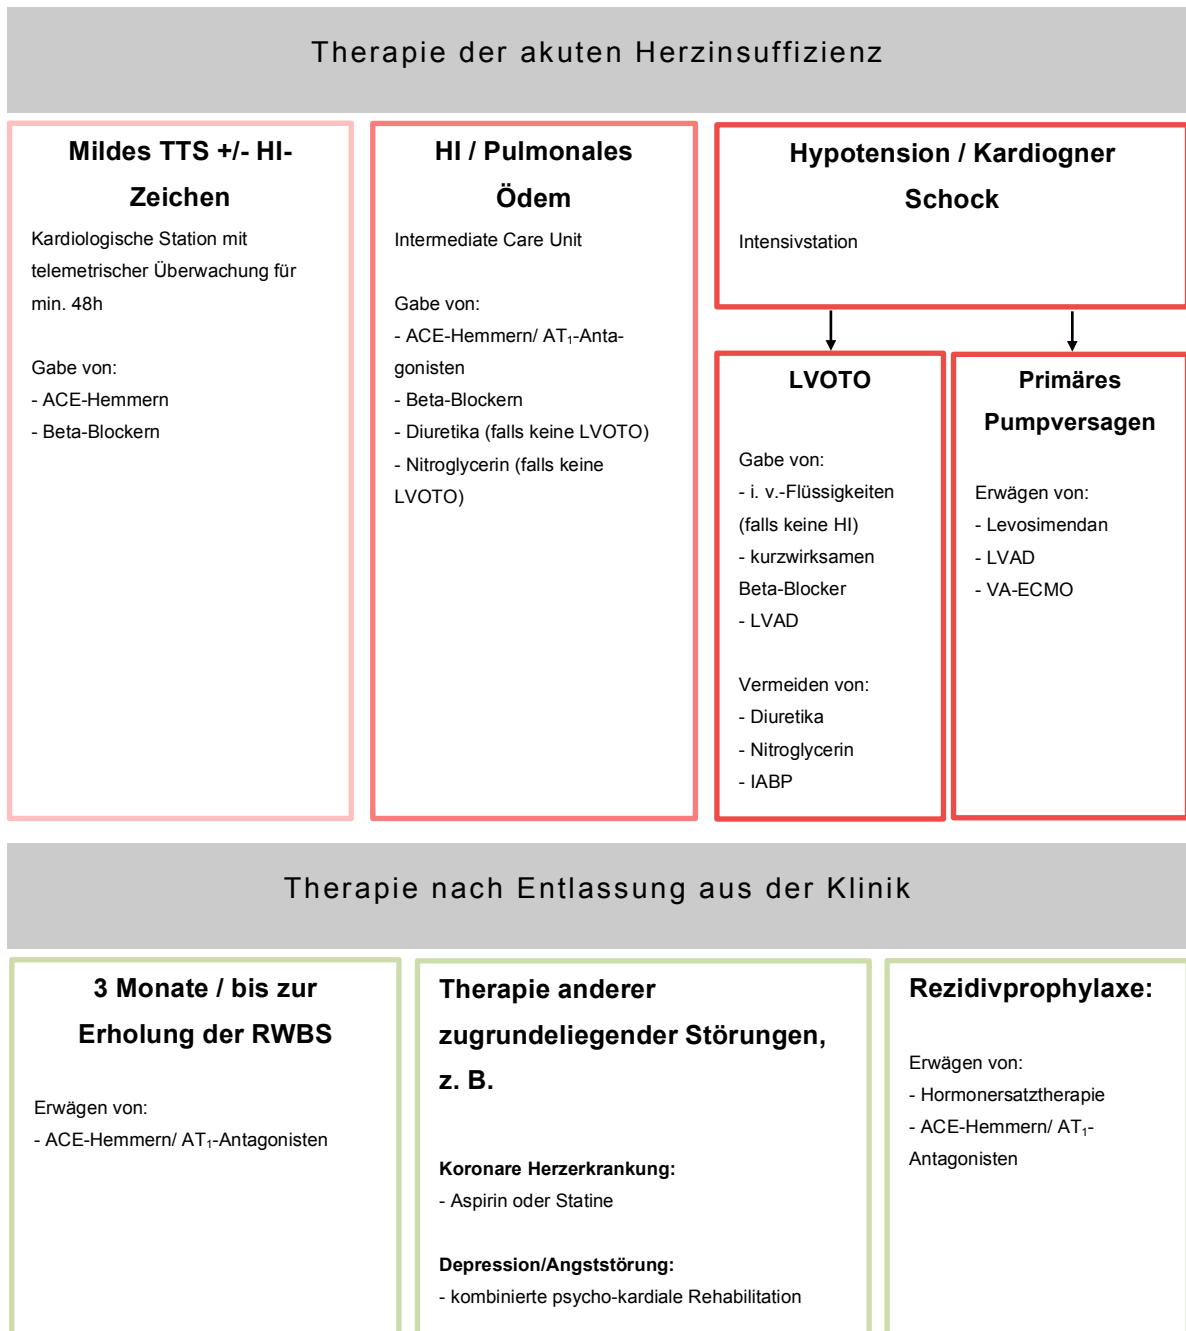 Therapie der akuten Herzinsuffizienz
Mildes TTS +/- HI-
Zeichen
Kardiologische Station mit
telemetrischer Überwachung für
min. 48h
Gabe von:
- ACE-Hemmern
- Beta-Blockern
HI / Pulmonales
Ödem
Intermediate Care Unit
Gabe von:
- ACE-Hemmern/ AT₁-Anta-
gonisten
- Beta-Blockern
- Diuretika (falls keine LVOTO)
- Nitroglycerin (falls keine
LVOTO)
Hypotension / Kardiogner
Schock
Intensivstation
LVOTO
Gabe von:
- i. v.-Flüssigkeiten
(falls keine HI)
- kurzwirksamen
Beta-Blocker
- LVAD
Vermeiden von:
- Diuretika
- Nitroglycerin
- IABP
Primäres
Pumpversagen
Erwägen von:
- Levosimendan
- LVAD
- VA-ECMO
Therapie nach Entlassung aus der Klinik
3 Monate / bis zur
Erholung der RWBS
Erwägen von:
- ACE-Hemmern/ AT₁-Antagonisten
Therapie anderer
zugrundeliegender Störungen,
z. B.
Koronare Herzerkrankung:
- Aspirin oder Statine
Depression/Angststörung:
- kombinierte psycho-kardiale Rehabilitation
Rezidivprophylaxe:
Erwägen von:
- Hormonersatztherapie
- ACE-Hemmern/ AT₁-
Antagonisten